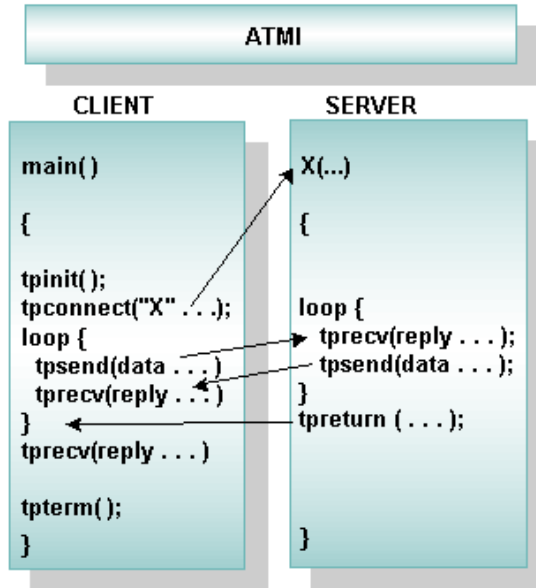 ATMI
CLIENT
main( )
{
tpinit( );
tpconnect("X" . . .);
loop {
tpsend(data . . . )
tprecv(reply . . . )
}
tprecv(reply . . . )
tpterm( );
}
SERVER
X(...)
{
loop {
tprecv(reply . . . );
tpsend(data . . . );
}
tpreturn ( . . . );
}